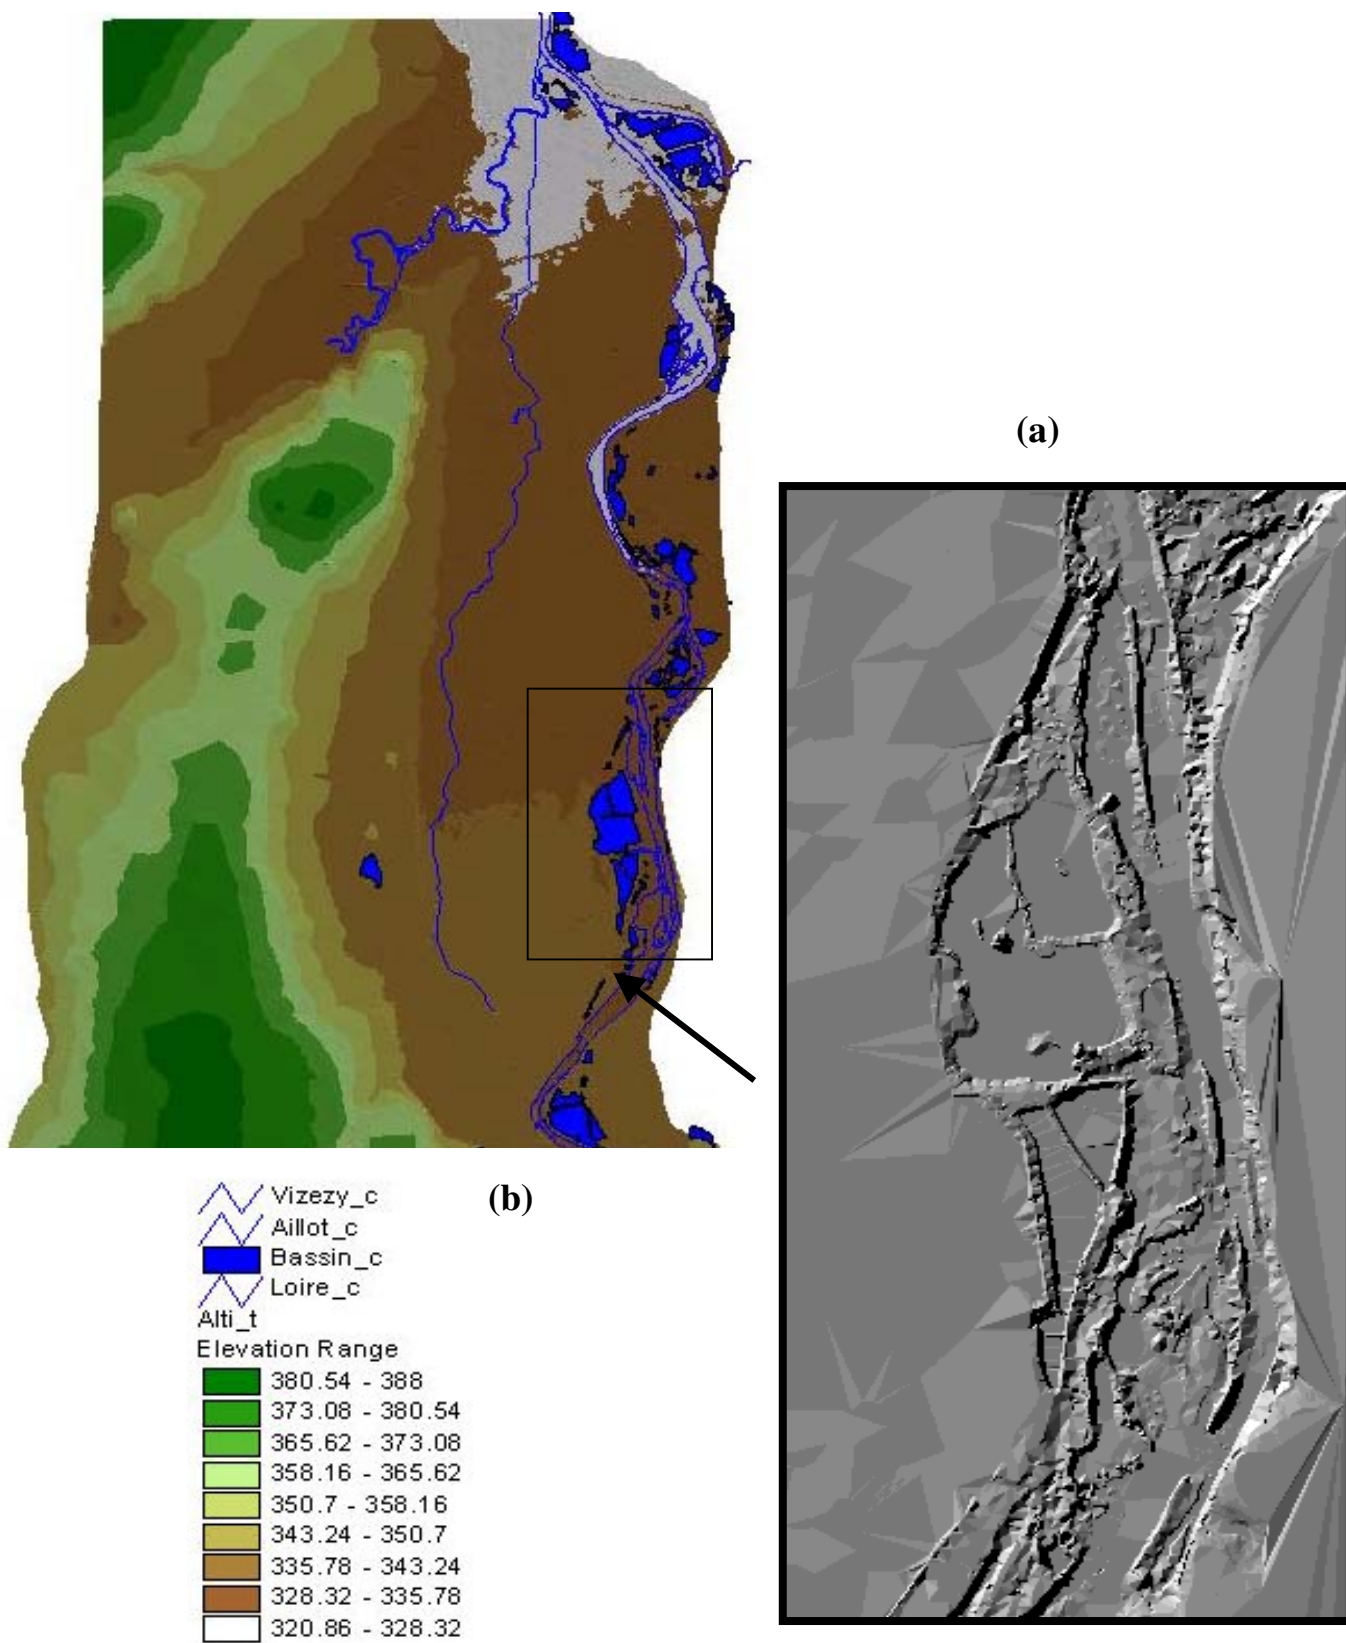 (a)
Vizezy_c
(b)
Aillot_c
Bassin_c
Loire_c
Alti_t
Elevation Range
380.54 - 388
373.08 - 380.54
365.62 - 373.08
358.16 - 365.62
350.7 - 358.16
343.24 - 350.7
335.78 - 343.24
328.32 - 335.78
320.86 - 328.32